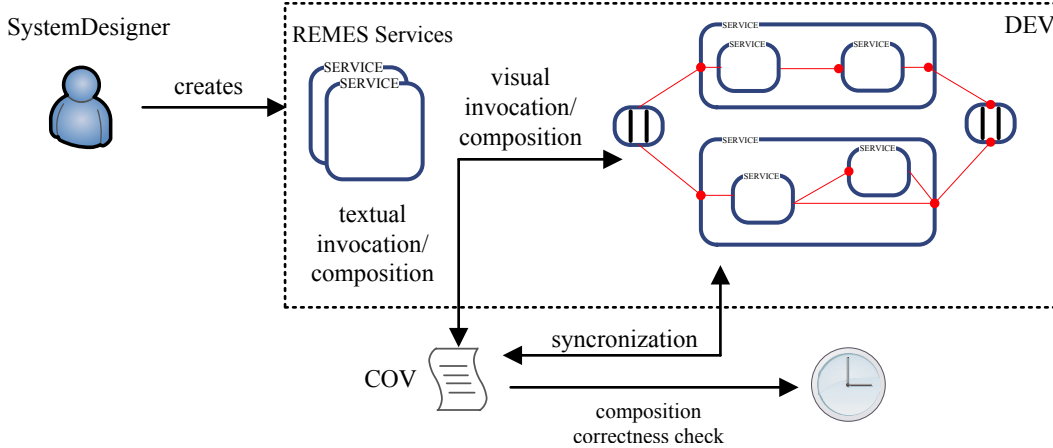 SystemDesigner
creates
REMES Services
SERVICE
SERVICE
textual
invocation/
composition
visual
invocation/
composition
DEV
SERVICE
SERVICE
SERVICE
SERVICE
SERVICE
SERVICE
COV
syncronization
composition
correctness check